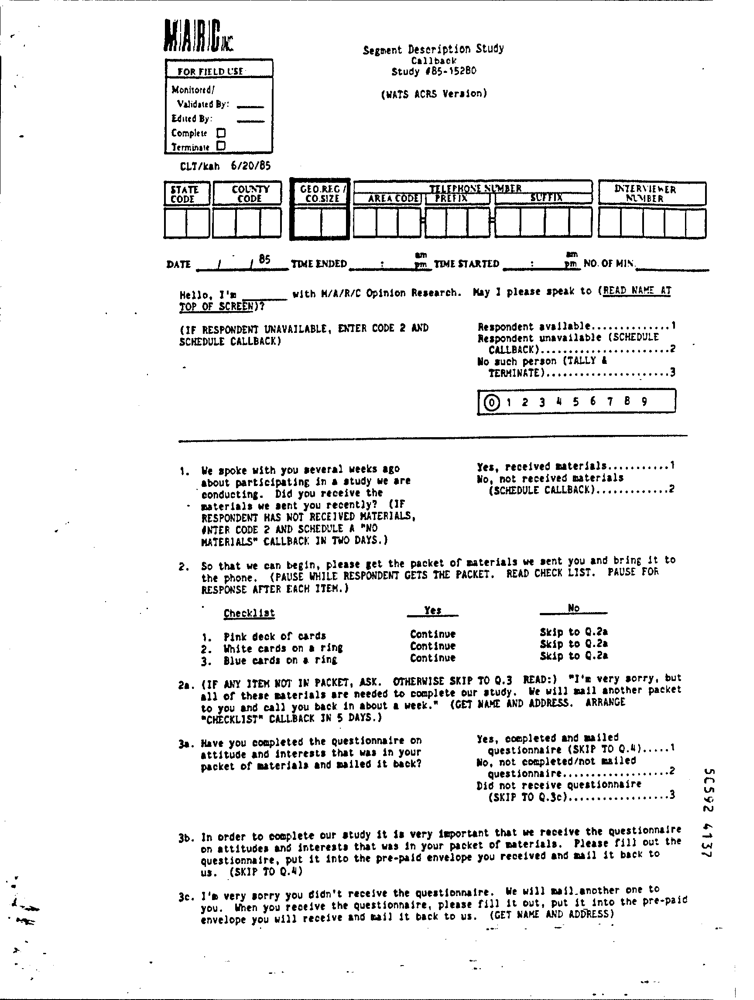 M/A/R/C INC.
Segment Description Study
Callback
Study #85-15280
(WATS ACRS Version)
FOR FIELD USE
Monitored/
Validated By: ____
Edited By: ____
Complete □
Terminate □
CLT/kah 6/20/85
STATE CODE COUNTY CODE GEO.REG/ CO.SIZE TELEPHONE NUMBER INTERVIEWER NUMBER
AREA CODE PREFIX SUFFIX
DATE ___/___/85 TIME ENDED ____:____ am pm TIME STARTED ____:____ am pm NO. OF MIN. ____
Hello, I'm ______ with M/A/R/C Opinion Research. May I please speak to (READ NAME AT
TOP OF SCREEN)?
(IF RESPONDENT UNAVAILABLE, ENTER CODE 2 AND
SCHEDULE CALLBACK)
Respondent available..............1
Respondent unavailable (SCHEDULE
CALLBACK)......................2
No such person (TALLY &
TERMINATE).....................3
0 1 2 3 4 5 6 7 8 9
1. We spoke with you several weeks ago
about participating in a study we are
conducting. Did you receive the
materials we sent you recently? (IF
RESPONDENT HAS NOT RECEIVED MATERIALS,
#NTER CODE 2 AND SCHEDULE A "NO
MATERIALS" CALLBACK IN TWO DAYS.)
Yes, received materials...........1
No, not received materials
(SCHEDULE CALLBACK)............2
2. So that we can begin, please get the packet of materials we sent you and bring it to
the phone. (PAUSE WHILE RESPONDENT GETS THE PACKET. READ CHECK LIST. PAUSE FOR
RESPONSE AFTER EACH ITEM.)
Checklist Yes No
1. Pink deck of cards Continue Skip to Q.2a
2. White cards on a ring Continue Skip to Q.2a
3. Blue cards on a ring Continue Skip to Q.2a
2a. (IF ANY ITEM NOT IN PACKET, ASK. OTHERWISE SKIP TO Q.3 READ:) "I'm very sorry, but
all of these materials are needed to complete our study. We will mail another packet
to you and call you back in about a week." (GET NAME AND ADDRESS. ARRANGE
"CHECKLIST" CALLBACK IN 5 DAYS.)
3a. Have you completed the questionnaire on
attitude and interests that was in your
packet of materials and mailed it back?
Yes, completed and mailed
questionnaire (SKIP TO Q.4).....1
No, not completed/not mailed
questionnaire..................2
Did not receive questionnaire
(SKIP TO Q.3c).................3
3b. In order to complete our study it is very important that we receive the questionnaire
on attitudes and interests that was in your packet of materials. Please fill out the
questionnaire, put it into the pre-paid envelope you received and mail it back to
us. (SKIP TO Q.4)
3c. I'm very sorry you didn't receive the questionnaire. We will mail another one to
you. When you receive the questionnaire, please fill it out, put it into the pre-paid
envelope you will receive and mail it back to us. (GET NAME AND ADDRESS)
50592 4137